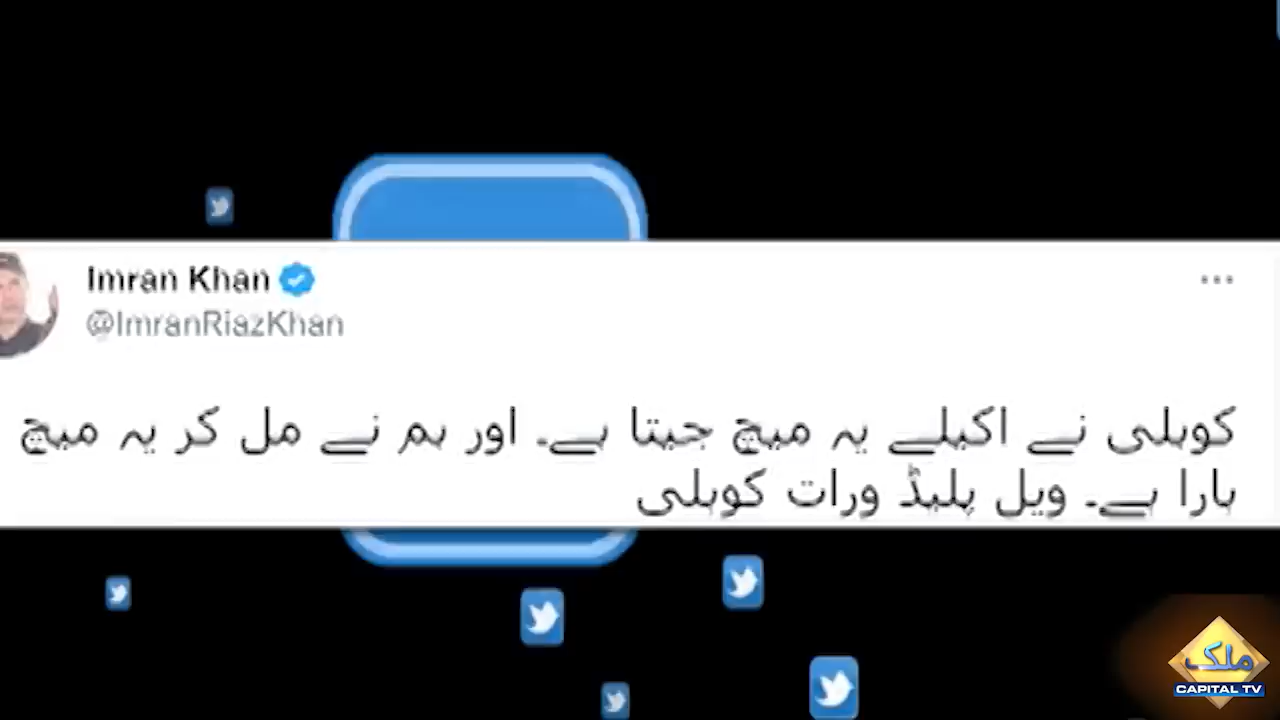 Imran Khan
@ImranRiazKhan
کوہلی نے اکیلے یہ میچ جیتا ہے۔ اور ہم نے مل کر یہ میچ
ہارا ہے۔ ویل پلیڈ ورات کوہلی
ملک
CAPITAL TV